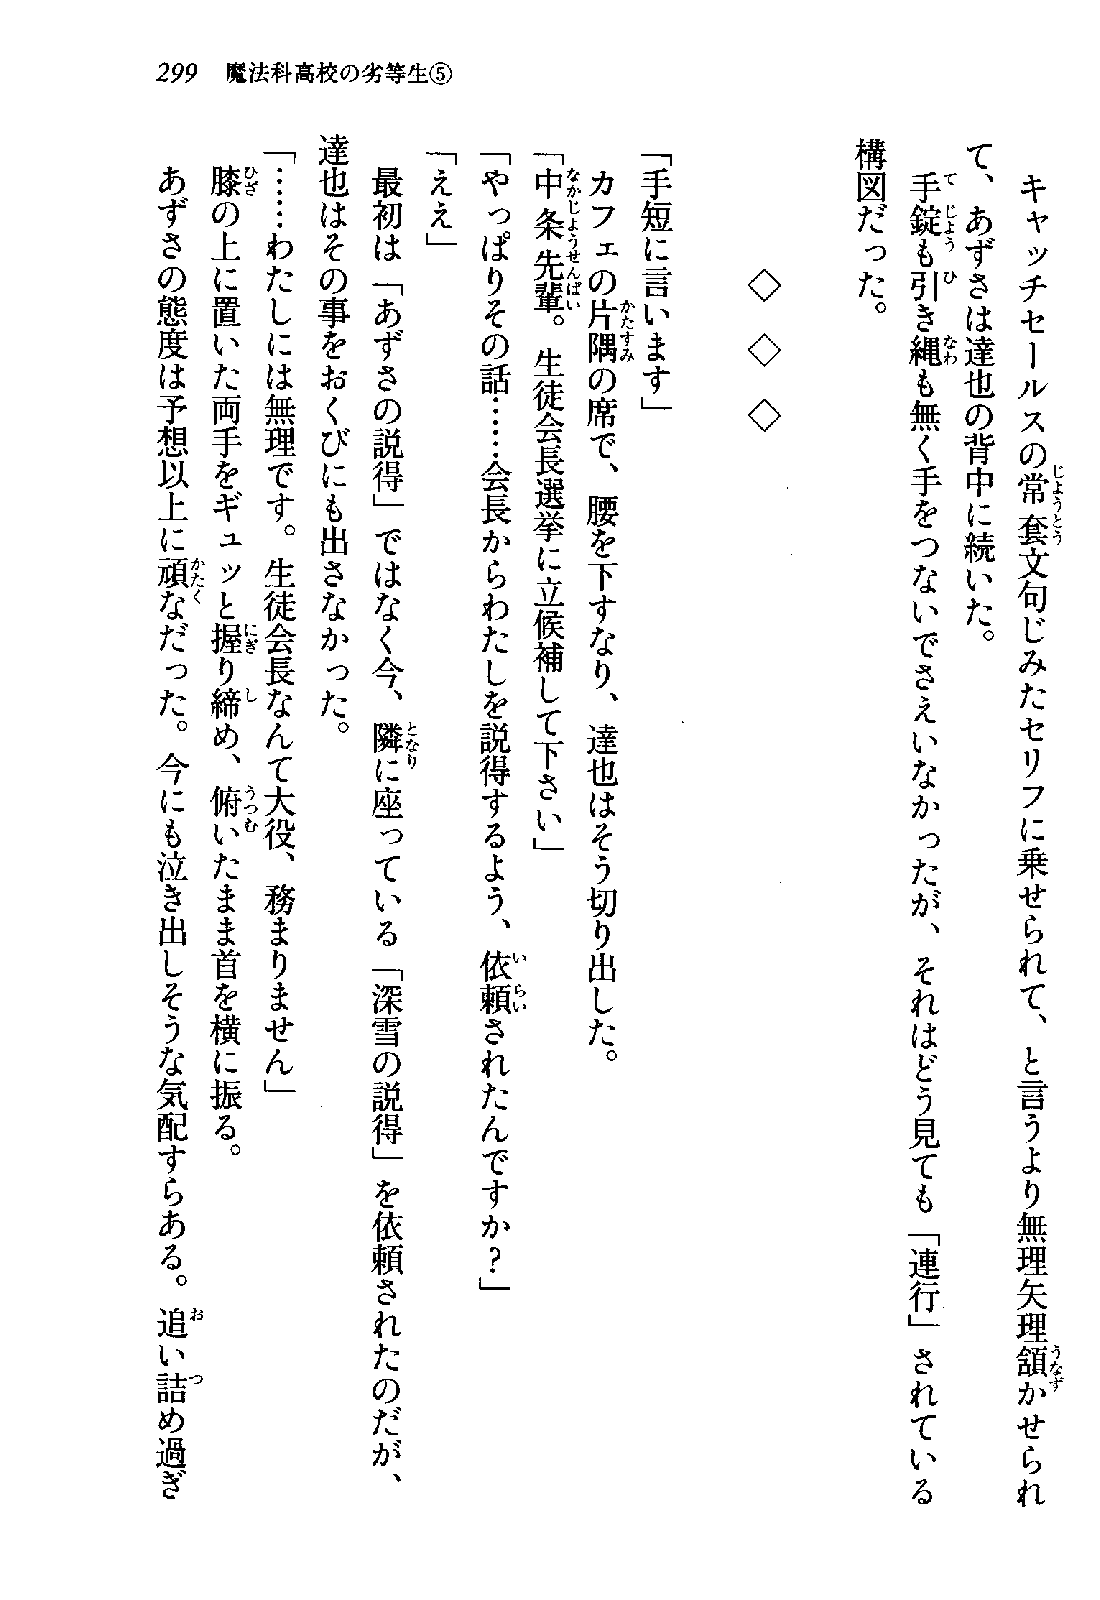 299　魔法科高校の劣等生⑤
キャッチセールスの常套文句じみたセリフに乗せられて、と言うより無理矢理頷かせられ
て、あずさは達也の背中に続いた。
手錠も引き縄も無く手をつないでさえいなかったが、それはどう見ても「連行」されている
構図だった。
◇　◇　◇
「手短に言います」
カフェの片隅の席で、腰を下すなり、達也はそう切り出した。
「中条先輩。生徒会長選挙に立候補して下さい」
「やっぱりその話……会長からわたしを説得するよう、依頼されたんですか？」
「ええ」
最初は「あずさの説得」ではなく今、隣に座っている「深雪の説得」を依頼されたのだが、
達也はその事をおくびにも出さなかった。
「……わたしには無理です。生徒会長なんて大役、務まりません」
膝の上に置いた両手をギュッと握り締め、俯いたまま首を横に振る。
あずさの態度は予想以上に頑なだった。今にも泣き出しそうな気配すらある。追い詰め過ぎ